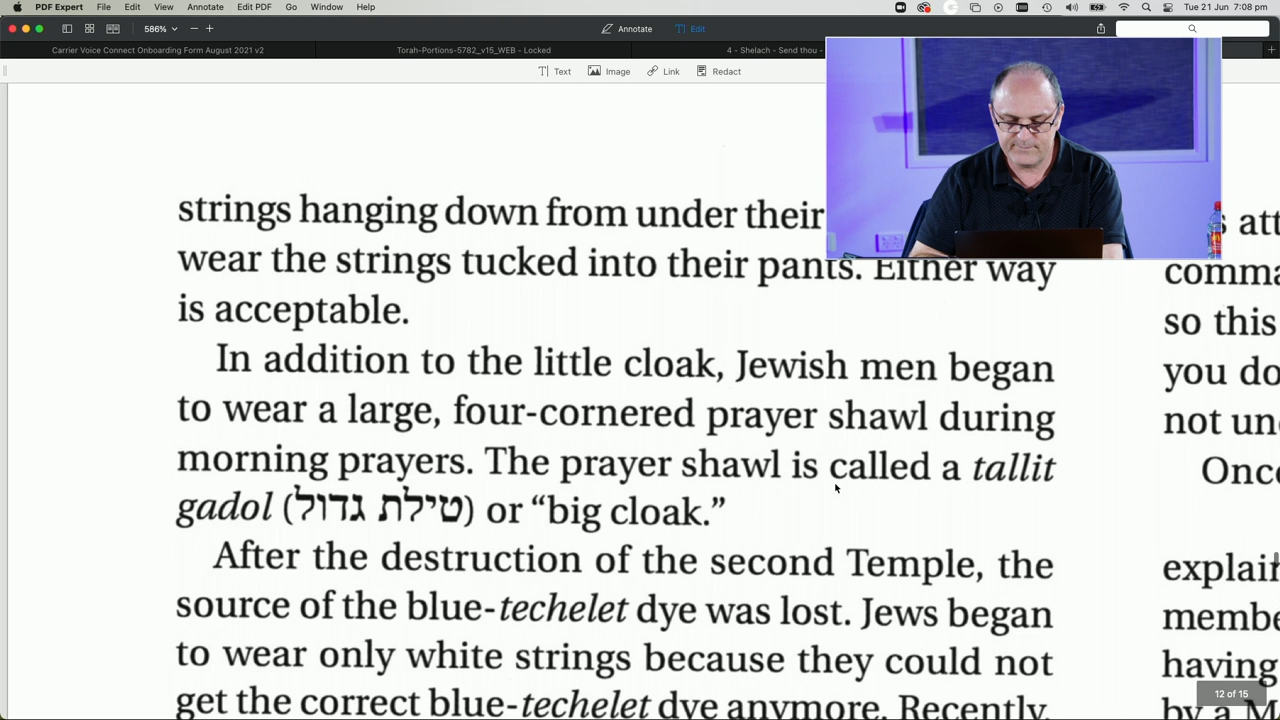 PDF Expert File Edit View Annotate Edit PDF Go Window Help Tue 21 Jun 7:08 pm
586% Annotate Edit
Carrier Voice Connect Onboarding Form August 2021 v2 Torah-Portions-5782_v15_WEB - Locked 4 - Shelach - Send thou -
Text Image Link Redact
strings hanging down from under their
wear the strings tucked into their pants. Either way
is acceptable.
In addition to the little cloak, Jewish men began
to wear a large, four-cornered prayer shawl during
morning prayers. The prayer shawl is called a tallit
gadol (טילת גדול) or “big cloak.”
After the destruction of the second Temple, the
source of the blue-techelet dye was lost. Jews began
to wear only white strings because they could not
get the correct blue-techelet dye anymore. Recently,
att
comma
so this
you do
not un
Once
explai
membe
having
by a M
12 of 15